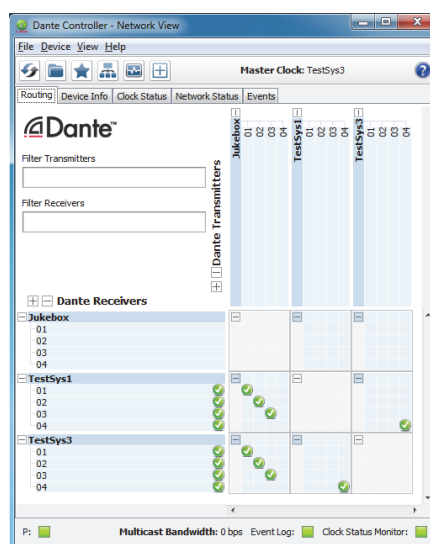 Dante Controller - Network View
File Device View Help
Master Clock: TestSys3
Routing Device Info Clock Status Network Status Events
Dante™
Filter Transmitters
Filter Receivers
Dante Transmitters
Jukebox
01
02
03
04
TestSys1
01
02
03
04
TestSys3
01
02
03
04
Dante Receivers
Jukebox
01
02
03
04
TestSys1
01
02
03
04
TestSys3
01
02
03
04
P: Multicast Bandwidth: 0 bps Event Log: Clock Status Monitor: